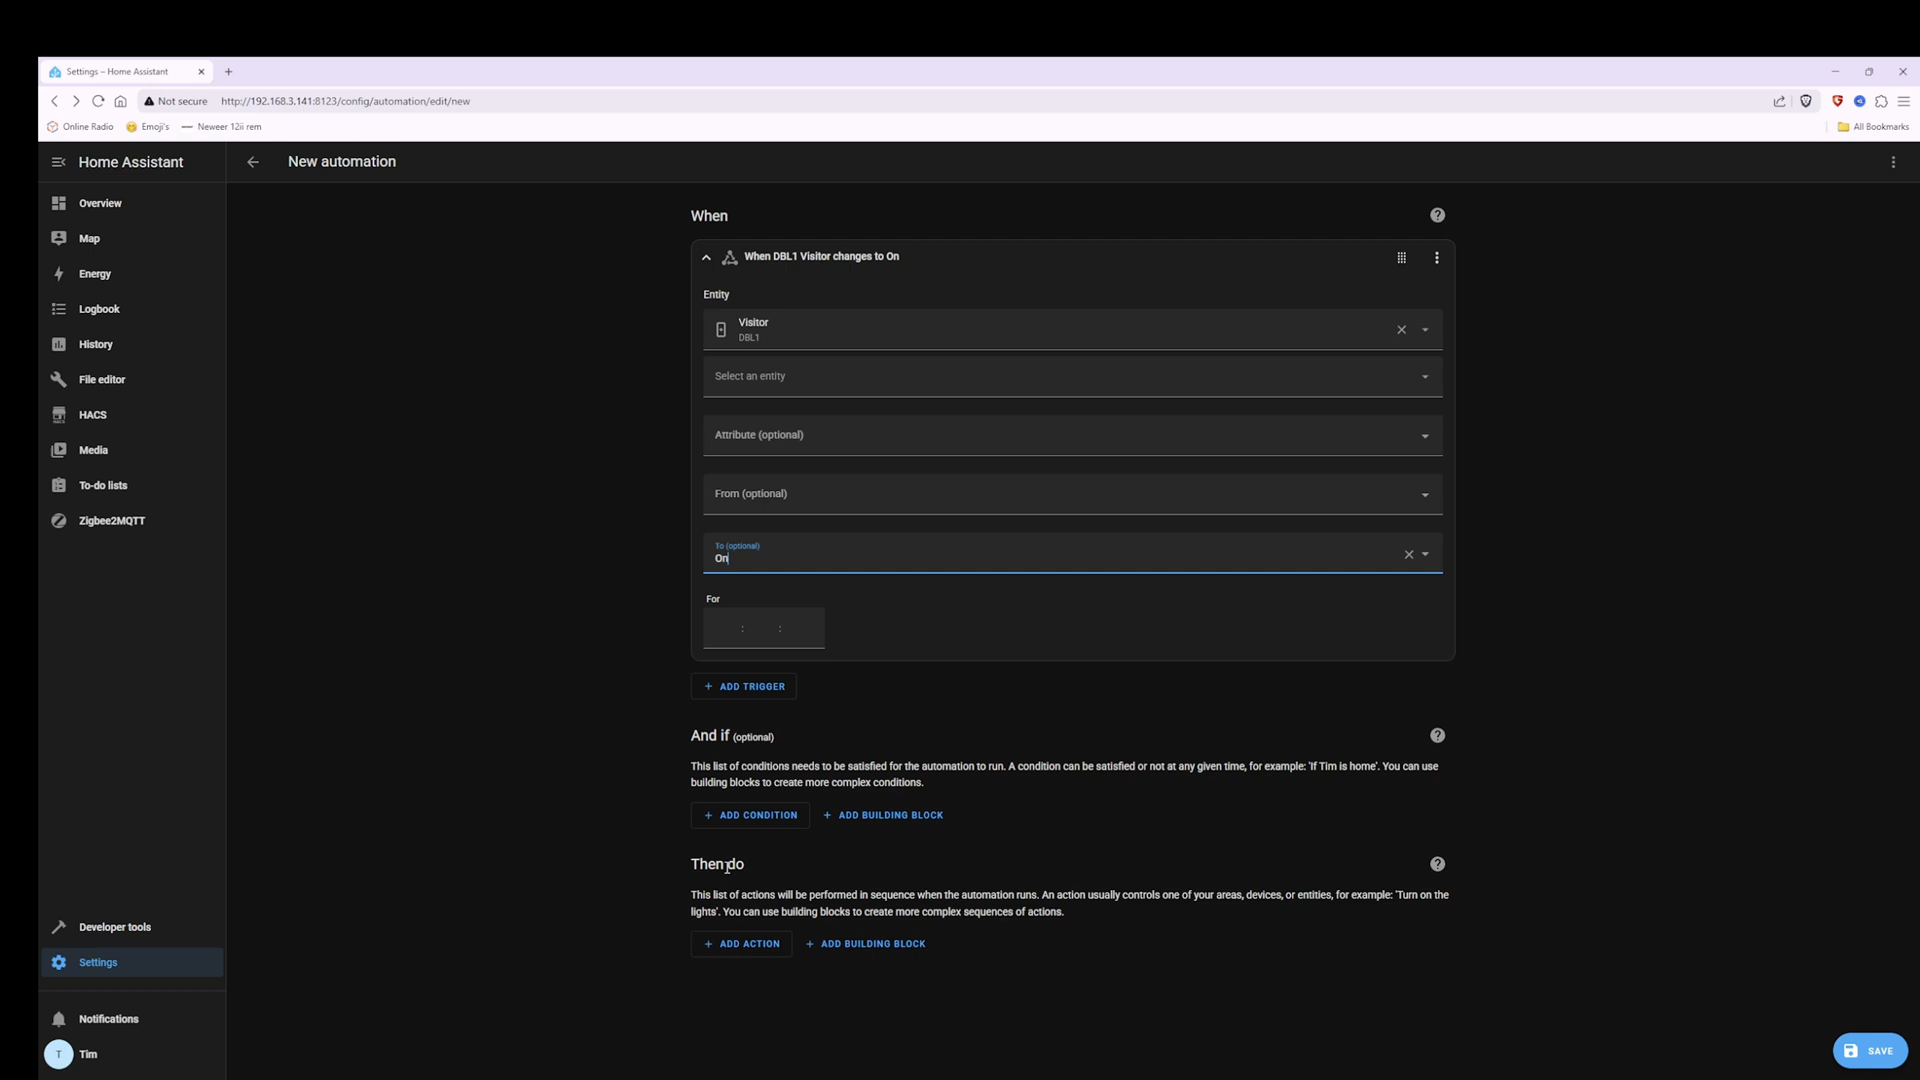 Settings – Home Assistant
Not secure http://192.168.3.141:8123/config/automation/edit/new
Online Radio Emoji's Neweer 12ii rem All Bookmarks
Home Assistant
New automation
Overview
Map
Energy
Logbook
History
File editor
HACS
Media
To-do lists
Zigbee2MQTT
Developer tools
Settings
Notifications
T Tim
When
When DBL1 Visitor changes to On
Entity
Visitor
DBL1
Select an entity
Attribute (optional)
From (optional)
To (optional)
On
For
: :
+ ADD TRIGGER
And if (optional)
This list of conditions needs to be satisfied for the automation to run. A condition can be satisfied or not at any given time, for example: 'If Tim is home'. You can use
building blocks to create more complex conditions.
+ ADD CONDITION + ADD BUILDING BLOCK
Then do
This list of actions will be performed in sequence when the automation runs. An action usually controls one of your areas, devices, or entities, for example: 'Turn on the
lights'. You can use building blocks to create more complex sequences of actions.
+ ADD ACTION + ADD BUILDING BLOCK
SAVE